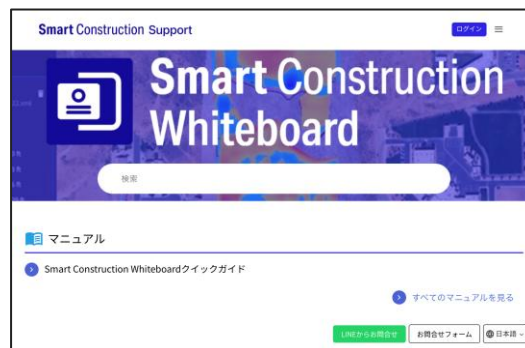 Smart Construction Support
ログイン
Smart Construction
Whiteboard
検索
マニュアル
Smart Construction Whiteboardクイックガイド
すべてのマニュアルを見る
LINEからお問合せ
お問合せフォーム
日本語